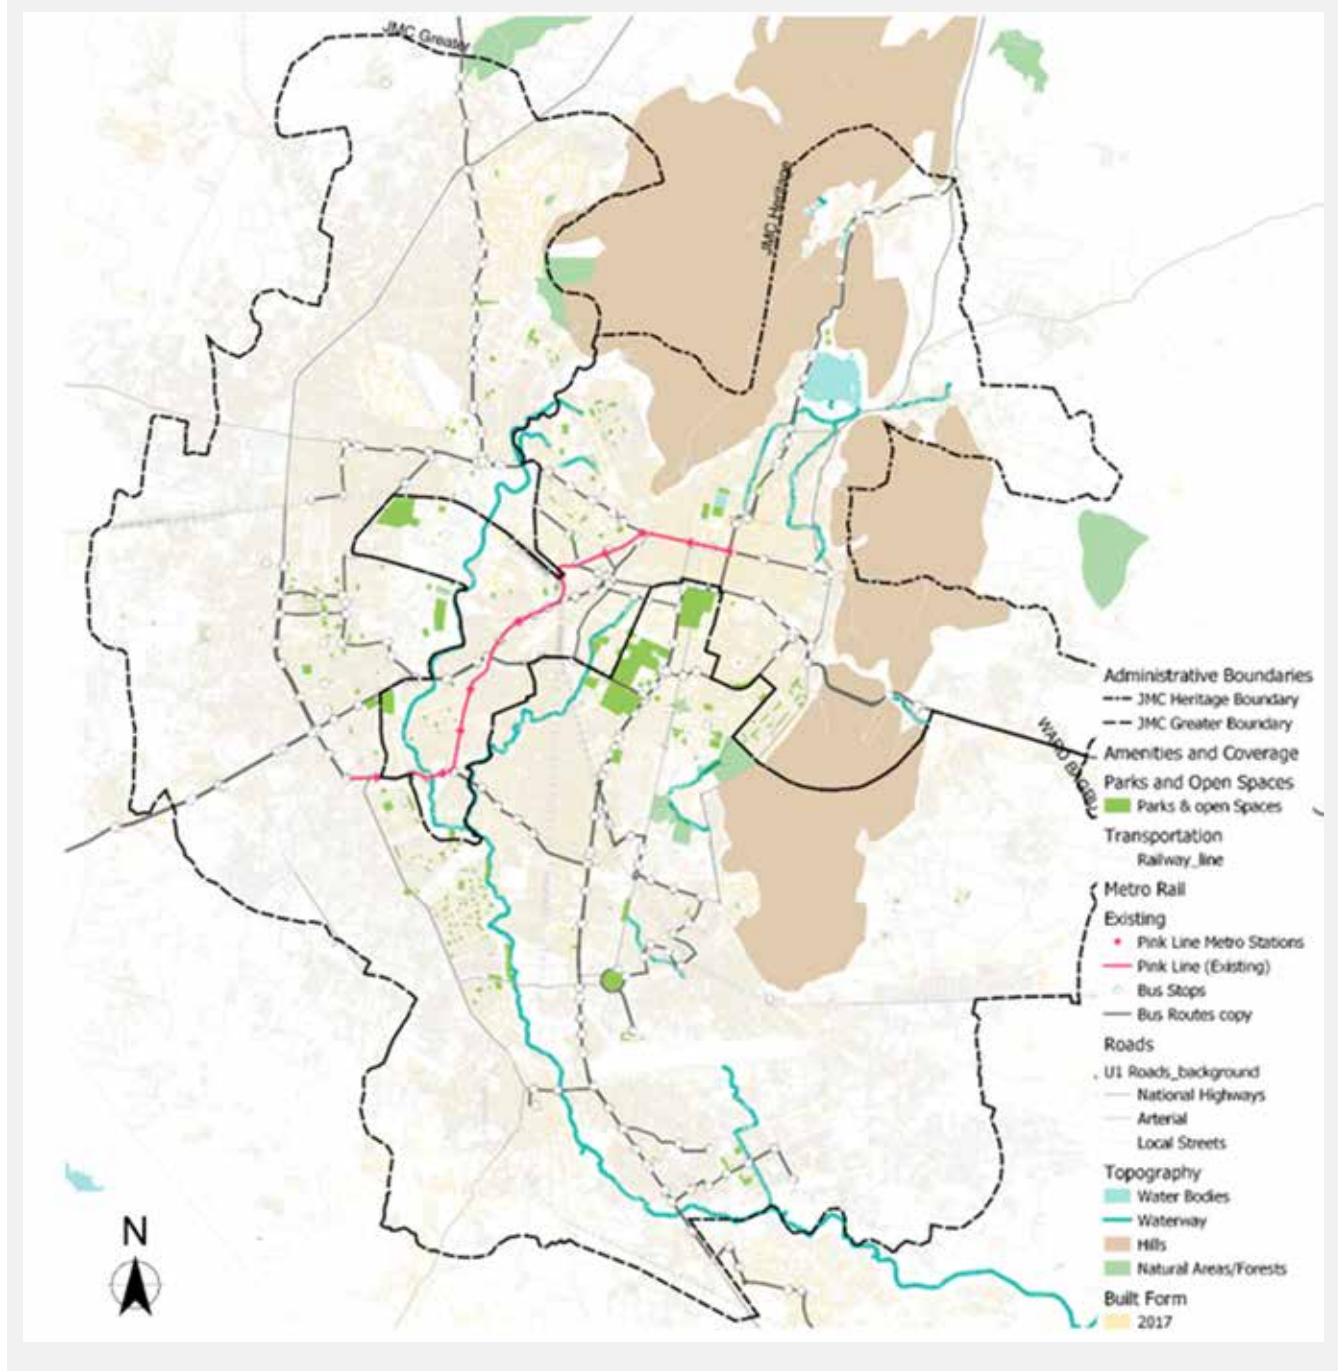 JMC Greater
JMC Heritage
Administrative Boundaries
JMC Heritage Boundary
JMC Greater Boundary
Amenities and Coverage
Parks and Open Spaces
Parks & open Spaces
Transportation
Railway_line
Metro Rail
Existing
Pink Line Metro Stations
Pink Line (Existing)
Bus Stops
Bus Routes copy
Roads
U1 Roads_background
National Highways
Arterial
Local Streets
Topography
Water Bodies
Waterway
Hills
Natural Areas/Forests
Built Form
2017
N